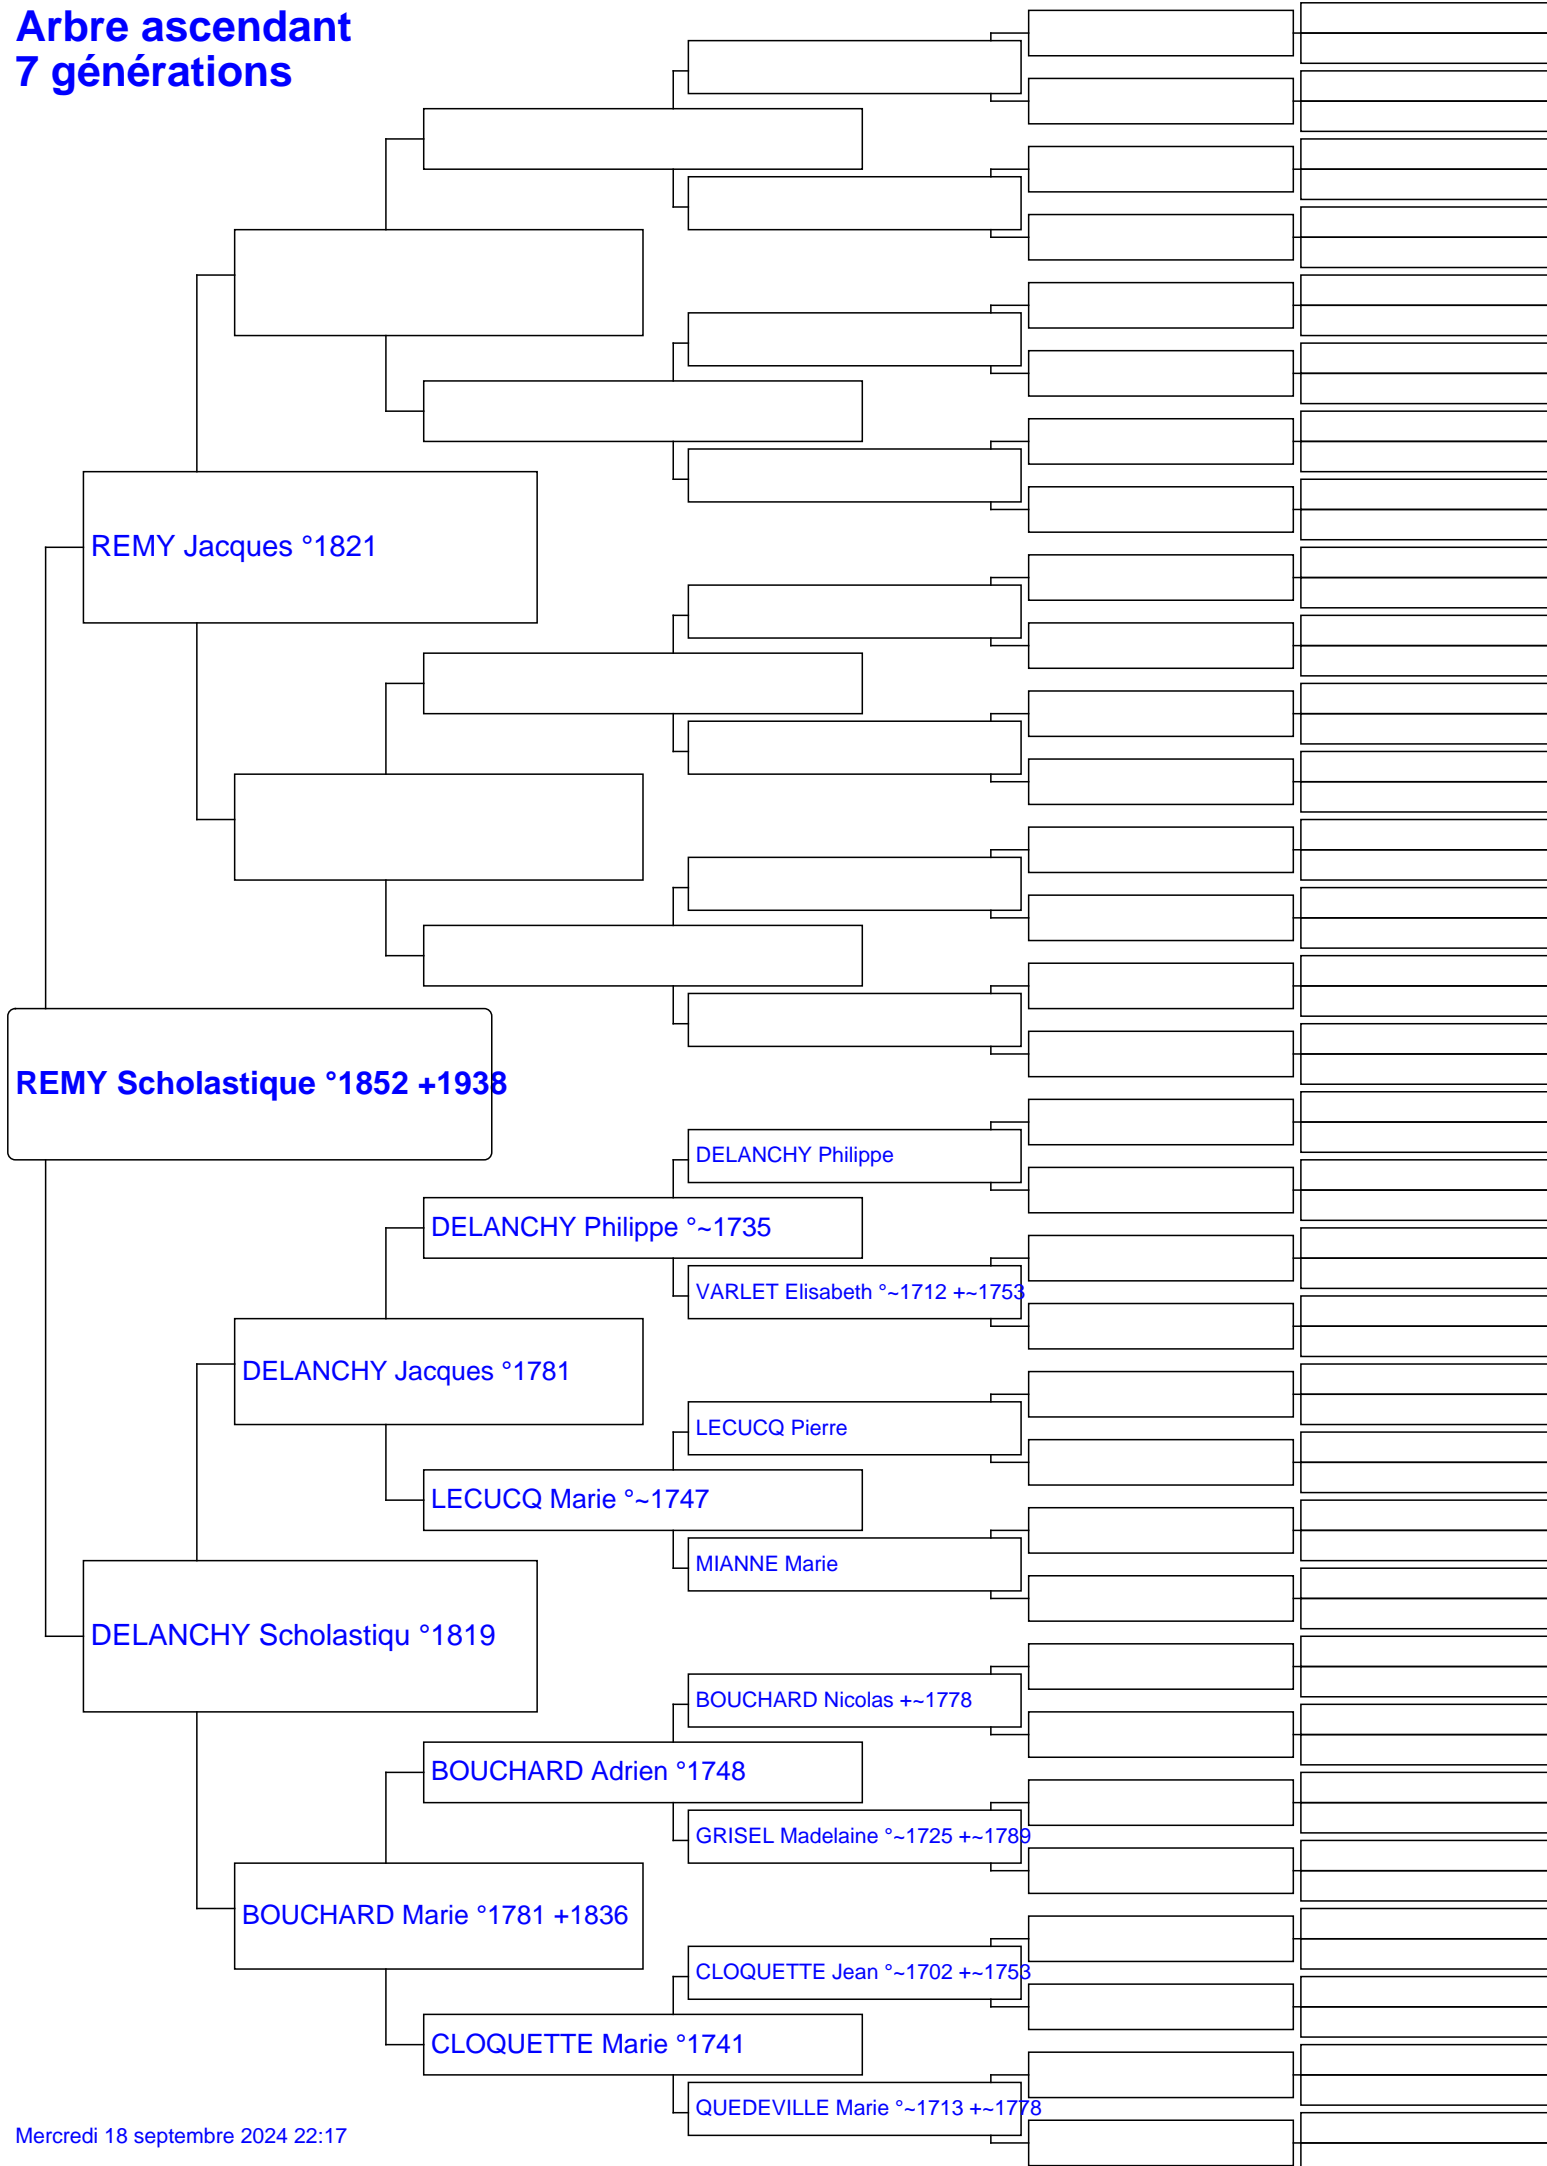 Arbre ascendant
7 générations
REMY Jacques °1821
REMY Scholastique °1852 +1938
DELANCHY Philippe
DELANCHY Philippe °~1735
VARLET Elisabeth °~1712 +~1753
DELANCHY Jacques °1781
LECUCQ Pierre
LECUCQ Marie °~1747
MIANNE Marie
DELANCHY Scholastiqu °1819
BOUCHARD Nicolas +~1778
BOUCHARD Adrien °1748
GRISEL Madelaine °~1725 +~1789
BOUCHARD Marie °1781 +1836
CLOQUETTE Jean °~1702 +~1753
CLOQUETTE Marie °1741
QUEDEVILLE Marie °~1713 +~1778
Mercredi 18 septembre 2024 22:17